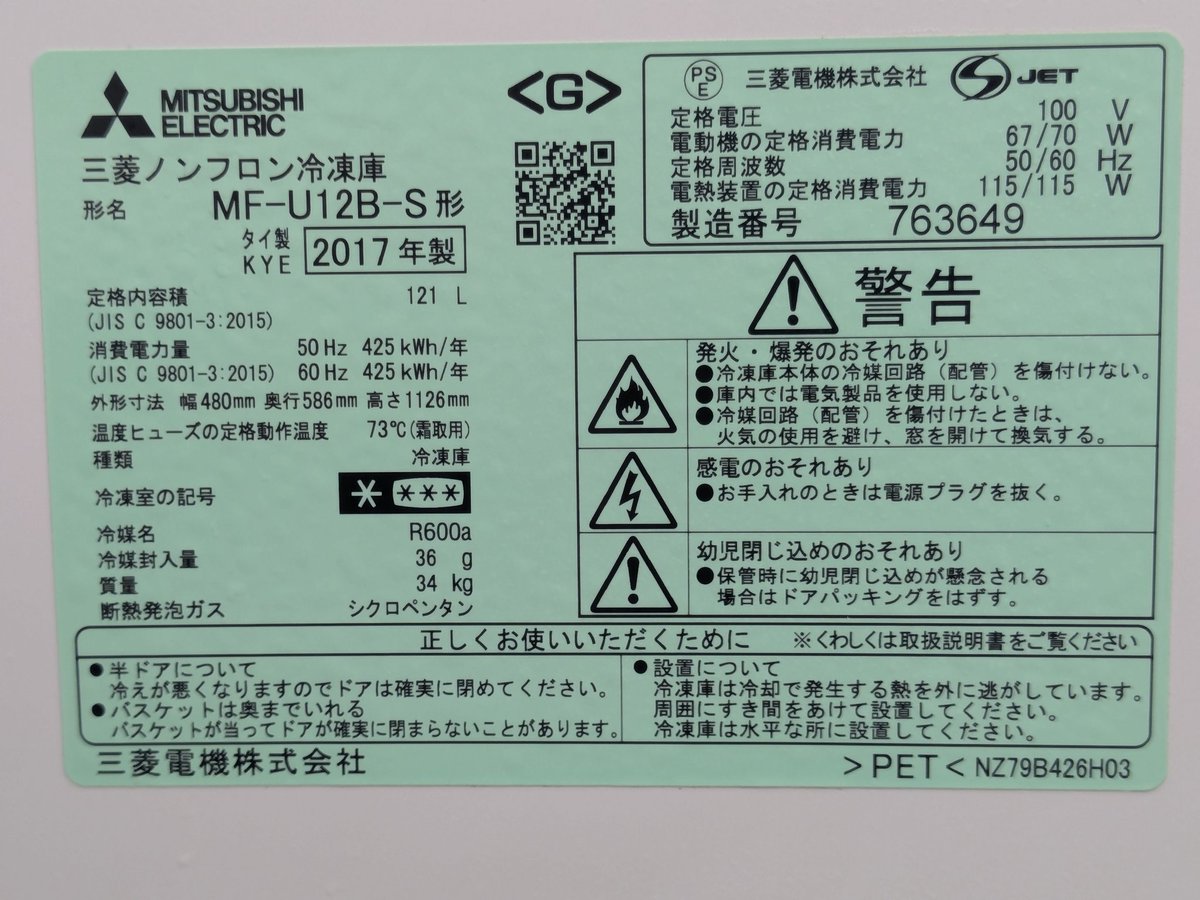 MITSUBISHI
ELECTRIC
三菱ノンフロン冷凍庫
形名 MF-U12B-S形
タイ製
KYE 2017年製
定格内容積 121 L
(JIS C 9801-3:2015)
消費電力量 50Hz 425kWh/年
(JIS C 9801-3:2015) 60Hz 425kWh/年
外形寸法 幅480mm 奥行586mm 高さ1126mm
温度ヒューズの定格動作温度 73℃(霜取用)
種類 冷凍庫
冷凍室の記号 * ***
冷媒名 R600a
冷媒封入量 36 g
質量 34 kg
断熱発泡ガス シクロペンタン
<G>
PS
E 三菱電機株式会社 S JET
定格電圧 100 V
電動機の定格消費電力 67/70 W
定格周波数 50/60 Hz
電熱装置の定格消費電力 115/115 W
製造番号 763649
警告
発火・爆発のおそれあり
●冷凍庫本体の冷媒回路（配管）を傷付けない。
●庫内では電気製品を使用しない。
●冷媒回路（配管）を傷付けたときは、
火気の使用を避け、窓を開けて換気する。
感電のおそれあり
●お手入れのときは電源プラグを抜く。
幼児閉じ込めのおそれあり
●保管時に幼児閉じ込めが懸念される
場合はドアパッキングをはずす。
正しくお使いいただくために ※くわしくは取扱説明書をご覧ください
●半ドアについて
冷えが悪くなりますのでドアは確実に閉めてください。
●バスケットは奥までいれる
バスケットが当ってドアが確実に閉まらないことがあります。
●設置について
冷凍庫は冷却で発生する熱を外に逃がしています。
周囲にすき間をあけて設置してください。
冷凍庫は水平な所に設置してください。
三菱電機株式会社
>PET< NZ79B426H03